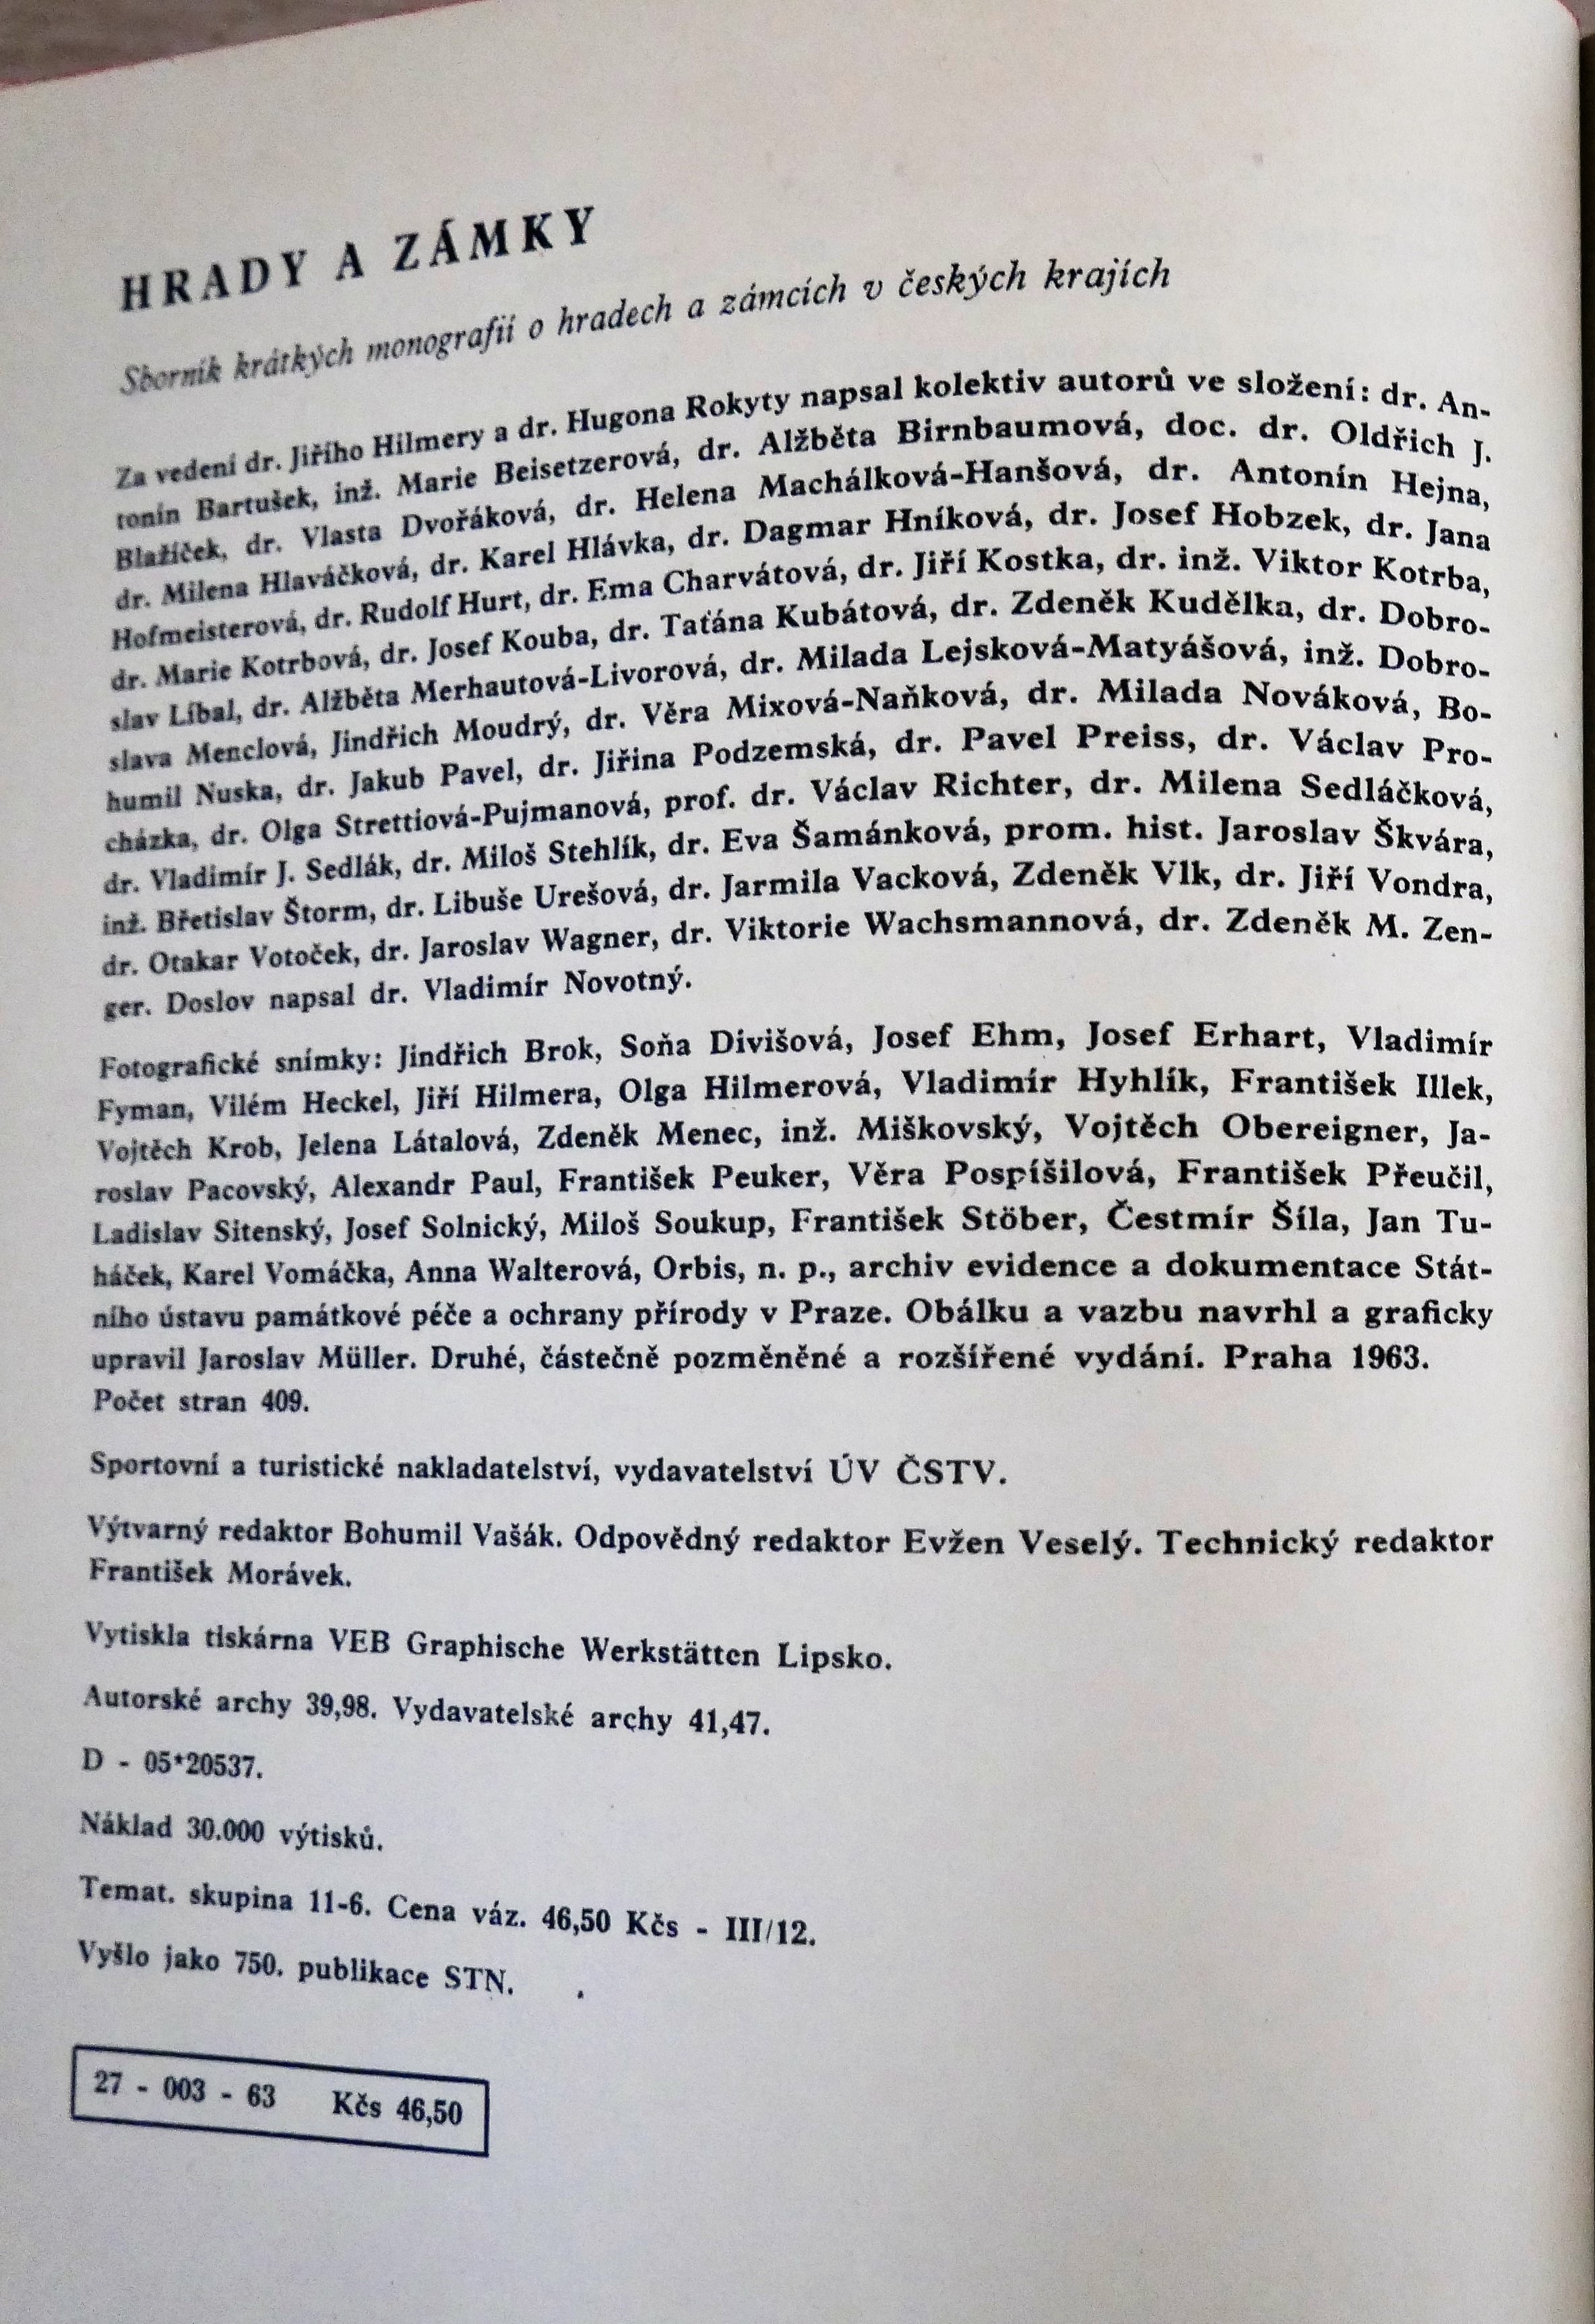 HRADY A ZÁMKY
Sborník krátkých monografií o hradech a zámcích v českých krajích
Za vedení dr. Jiřího Hilmery a dr. Hugona Rokyty napsal kolektiv autorů ve složení: dr. An-
tonín Bartušek, inž. Marie Beisetzerová, dr. Alžběta Birnbaumová, doc. dr. Oldřich J.
Blažíček, dr. Vlasta Dvořáková, dr. Helena Machálková-Hanšová, dr. Antonín Hejna,
dr. Milena Hlaváčková, dr. Karel Hlávka, dr. Dagmar Hníková, dr. Josef Hobzek, dr. Jana
Hofmeisterová, dr. Rudolf Hurt, dr. Ema Charvátová, dr. Jiří Kostka, dr. inž. Viktor Kotrba,
dr. Marie Kotrbová, dr. Josef Kouba, dr. Taťána Kubátová, dr. Zdeněk Kudělka, dr. Dobro-
slav Líbal, dr. Alžběta Merhautová-Livorová, dr. Milada Lejsková-Matyášová, inž. Dobro-
slava Menclová, Jindřich Moudrý, dr. Věra Mixová-Naňková, dr. Milada Nováková, Bo-
humil Nuska, dr. Jakub Pavel, dr. Jiřina Podzemská, dr. Pavel Preiss, dr. Václav Pro-
cházka, dr. Olga Strettiová-Pujmanová, prof. dr. Václav Richter, dr. Milena Sedláčková,
dr. Vladimír J. Sedlák, dr. Miloš Stehlík, dr. Eva Šamánková, prom. hist. Jaroslav Škvára,
inž. Břetislav Štorm, dr. Libuše Urešová, dr. Jarmila Vacková, Zdeněk Vlk, dr. Jiří Vondra,
dr. Otakar Votoček, dr. Jaroslav Wagner, dr. Viktorie Wachsmannová, dr. Zdeněk M. Zen-
ger. Doslov napsal dr. Vladimír Novotný.
Fotografické snímky: Jindřich Brok, Soňa Divišová, Josef Ehm, Josef Erhart, Vladimír
Fyman, Vilém Heckel, Jiří Hilmera, Olga Hilmerová, Vladimír Hyhlík, František Illek,
Vojtěch Krob, Jelena Látalová, Zdeněk Menec, inž. Miškovský, Vojtěch Obereigner, Ja-
roslav Pacovský, Alexandr Paul, František Peuker, Věra Pospíšilová, František Přeučil,
Ladislav Sitenský, Josef Solnický, Miloš Soukup, František Stöber, Čestmír Šíla, Jan Tu-
háček, Karel Vomáčka, Anna Walterová, Orbis, n. p., archiv evidence a dokumentace Stát-
ního ústavu památkové péče a ochrany přírody v Praze. Obálku a vazbu navrhl a graficky
upravil Jaroslav Müller. Druhé, částečně pozměněné a rozšířené vydání. Praha 1963.
Počet stran 409.
Sportovní a turistické nakladatelství, vydavatelství ÚV ČSTV.
Výtvarný redaktor Bohumil Vašák. Odpovědný redaktor Evžen Veselý. Technický redaktor
František Morávek.
Vytiskla tiskárna VEB Graphische Werkstätten Lipsko.
Autorské archy 39,98. Vydavatelské archy 41,47.
D - 05*20537.
Náklad 30.000 výtisků.
Temat. skupina 11-6. Cena váz. 46,50 Kčs - III/12.
Vyšlo jako 750. publikace STN.
27 - 003 - 63 Kčs 46,50